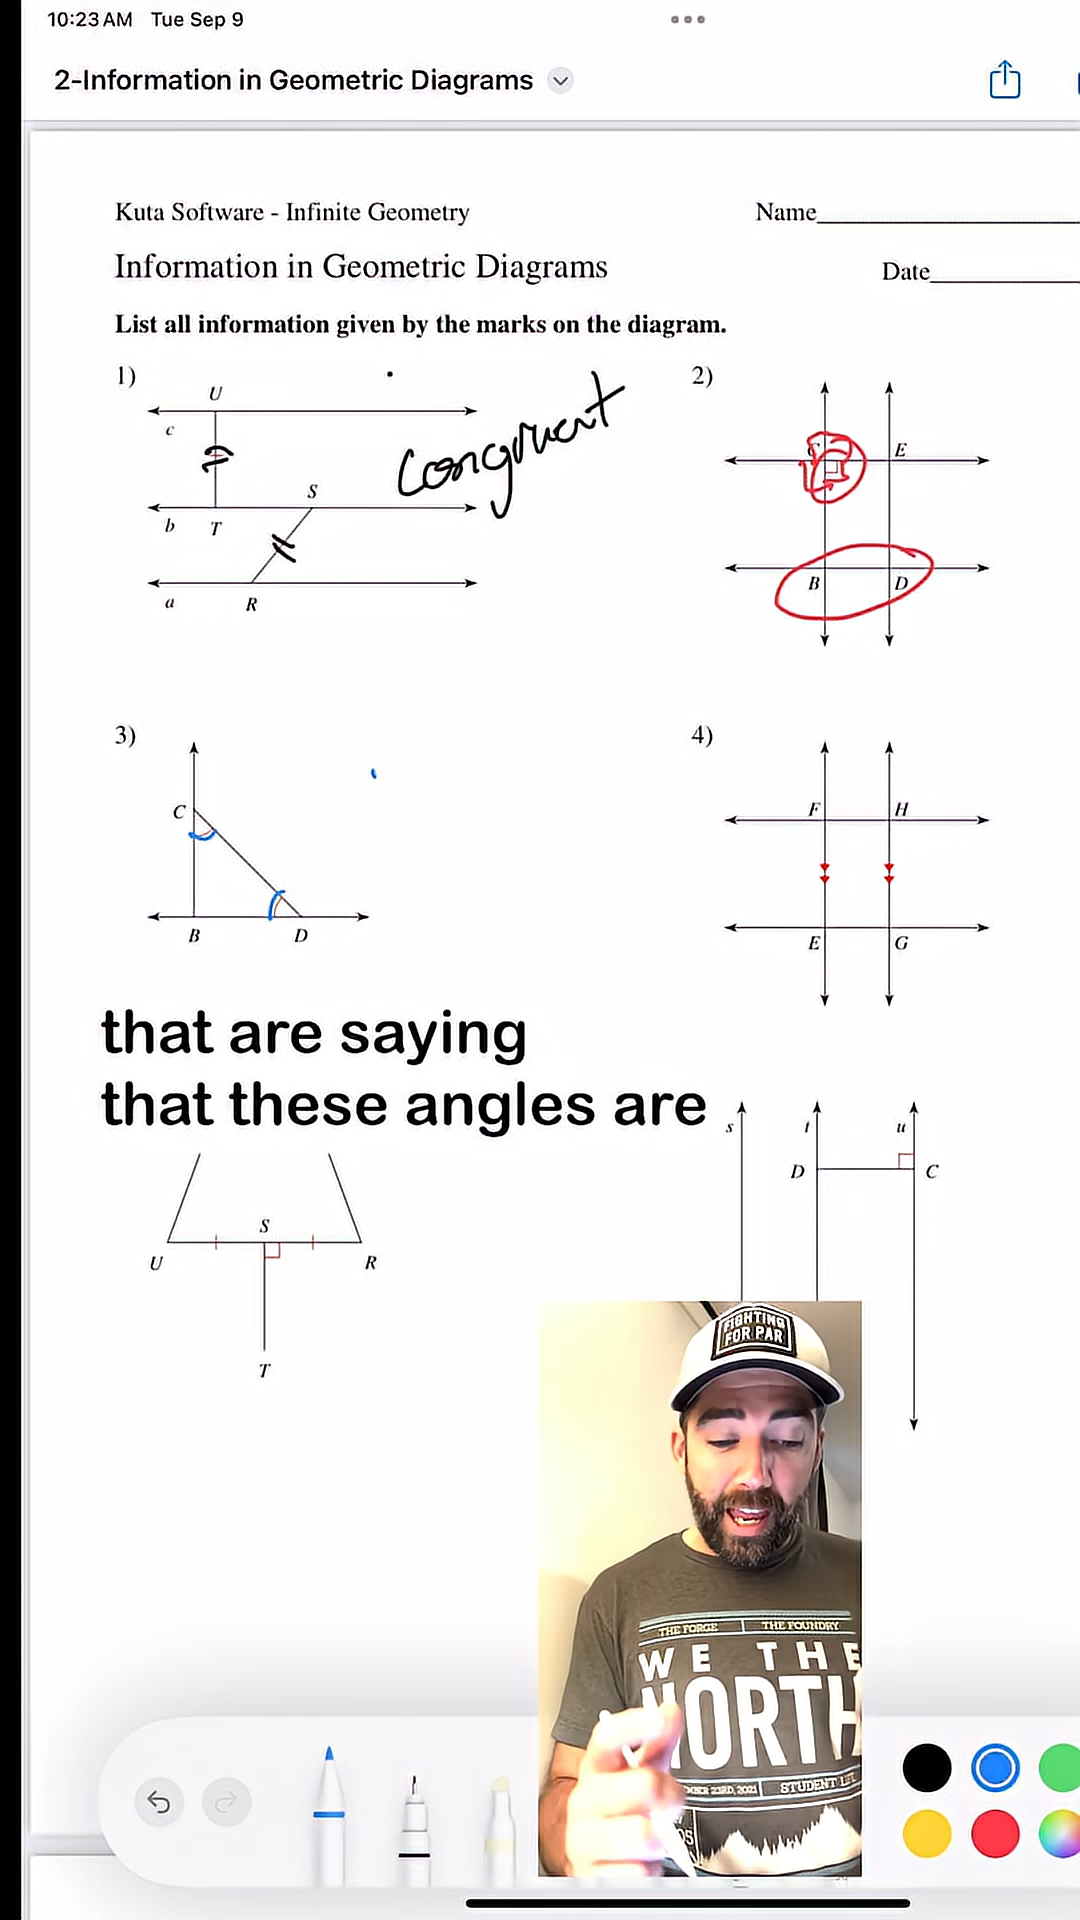 10:23 AM Tue Sep 9
2-Information in Geometric Diagrams
Kuta Software - Infinite Geometry
Name
Information in Geometric Diagrams
Date
List all information given by the marks on the diagram.
1)
U
c
S
b T
a R
congruent
2)
E
B D
3)
C
B D
4)
F H
E G
that are saying
that these angles are
S
U R
T
s t u
D C
FIGHTING
FOR PAR
THE FORGE THE FOUNDRY
WE THE
NORTH
23RD, 2021 STUDENT